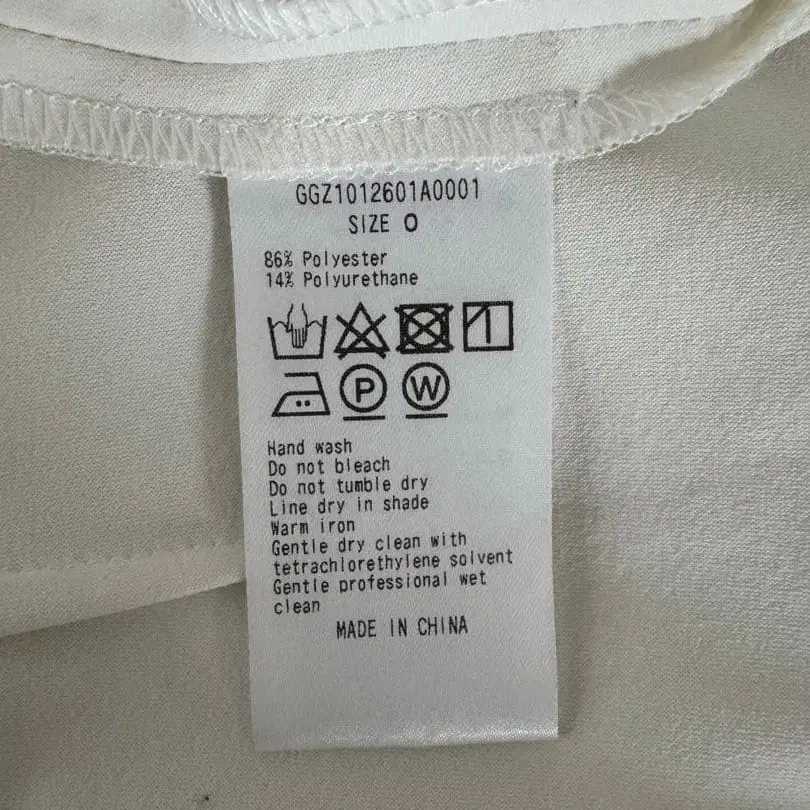 GGZ1012601A0001
SIZE 0
86% Polyester
14% Polyurethane
P W
Hand wash
Do not bleach
Do not tumble dry
Line dry in shade
Warm iron
Gentle dry clean with
tetrachlorethylene solvent
Gentle professional wet
clean
MADE IN CHINA